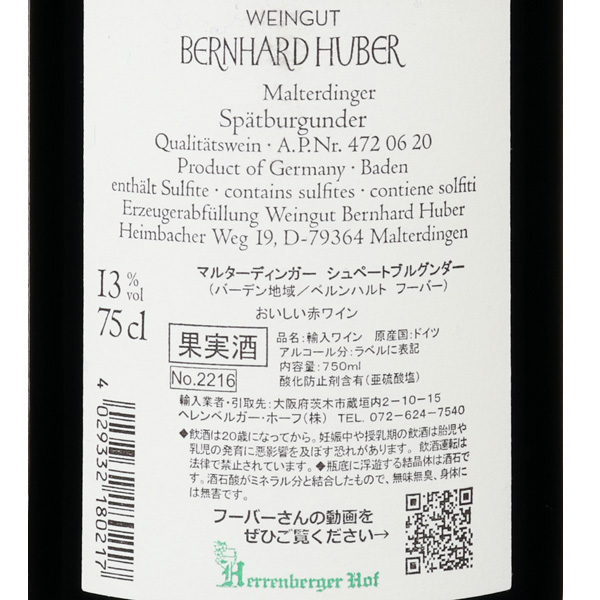 WEINGUT
BERNHARD HUBER
Malterdinger
Spätburgunder
Qualitätswein · A.P.Nr. 472 06 20
Product of Germany · Baden
enthält Sulfite · contains sulfites · contiene solfiti
Erzeugerabfüllung Weingut Bernhard Huber
Heimbacher Weg 19, D-79364 Malterdingen
13 % vol
75 cl
マルターディンガー シュペートブルグンダー
（バーデン地域／ベルンハルト フーバー）
おいしい赤ワイン
果実酒
No.2216
品名：輸入ワイン 原産国：ドイツ
アルコール分：ラベルに表記
内容量：750ml
酸化防止剤含有（亜硫酸塩）
輸入業者・引取先：大阪府茨木市蔵垣内2-10-15
ヘレンベルガー・ホーフ（株） TEL. 072-624-7540
◆飲酒は20歳になってから。妊娠中や授乳期の飲酒は胎児や
乳児の発育に悪影響を及ぼす恐れがあります。 飲酒運転は
法律で禁止されています。◆瓶底に浮遊する結晶体は酒石で
す。酒石酸がミネラル分と結合したもので、無味無臭、身体に
は無害です。
フーバーさんの動画を
ぜひご覧ください→
Herrenberger Hof
4 029332 180217